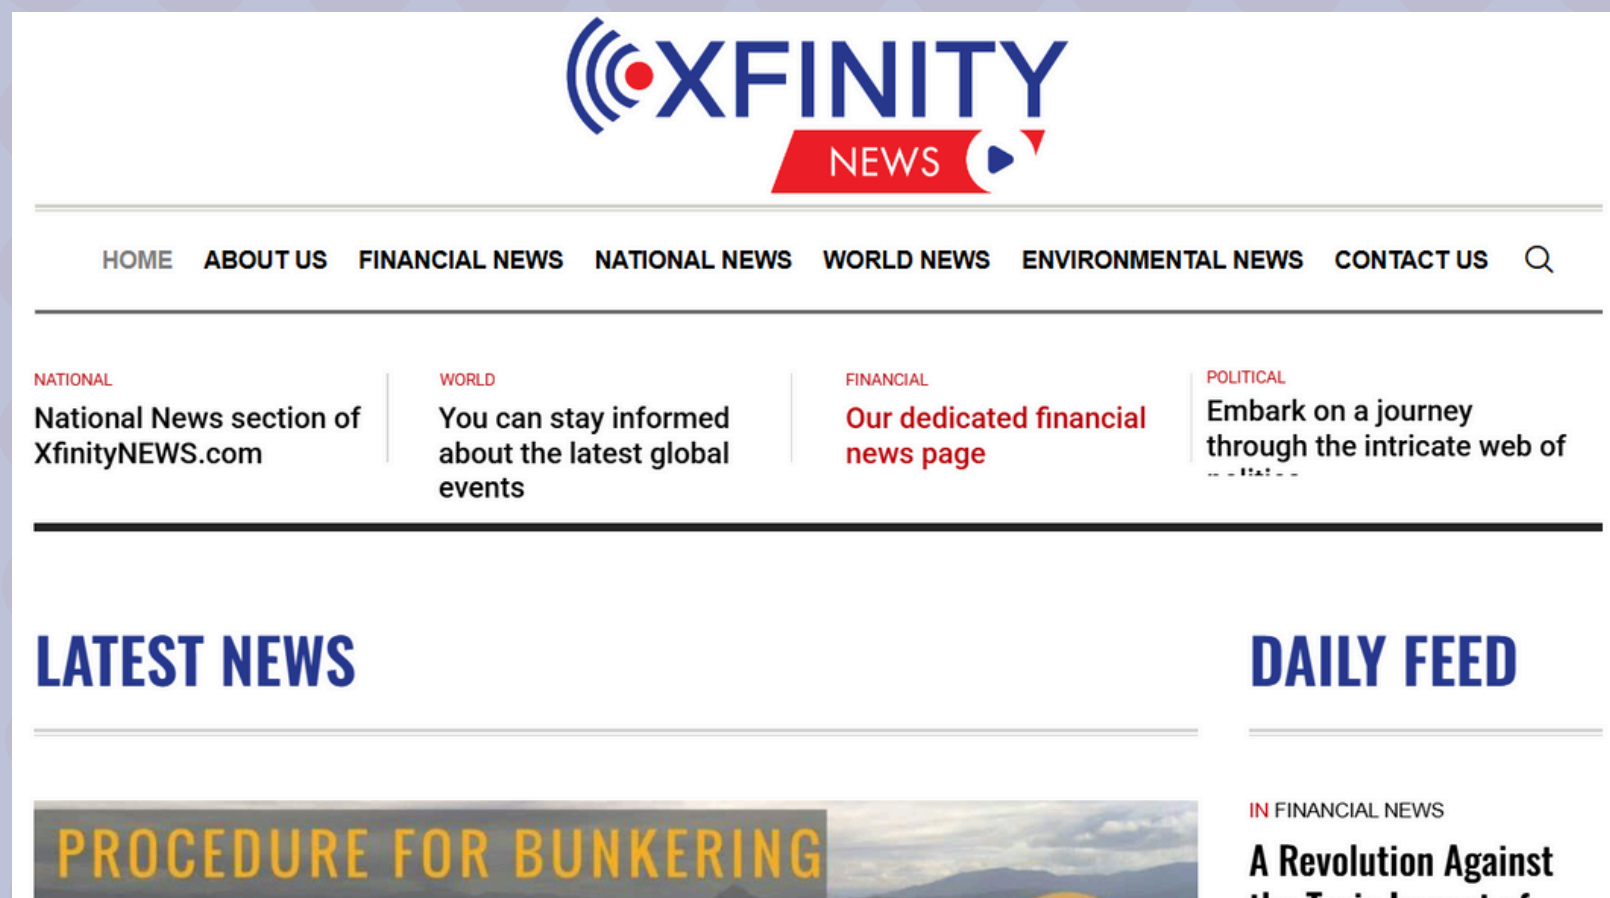 XFINITY
NEWS
HOME ABOUT US FINANCIAL NEWS NATIONAL NEWS WORLD NEWS ENVIRONMENTAL NEWS CONTACT US
NATIONAL
National News section of
XfinityNEWS.com
WORLD
You can stay informed
about the latest global
events
FINANCIAL
Our dedicated financial
news page
POLITICAL
Embark on a journey
through the intricate web of
LATEST NEWS
PROCEDURE FOR BUNKERING
DAILY FEED
IN FINANCIAL NEWS
A Revolution Against